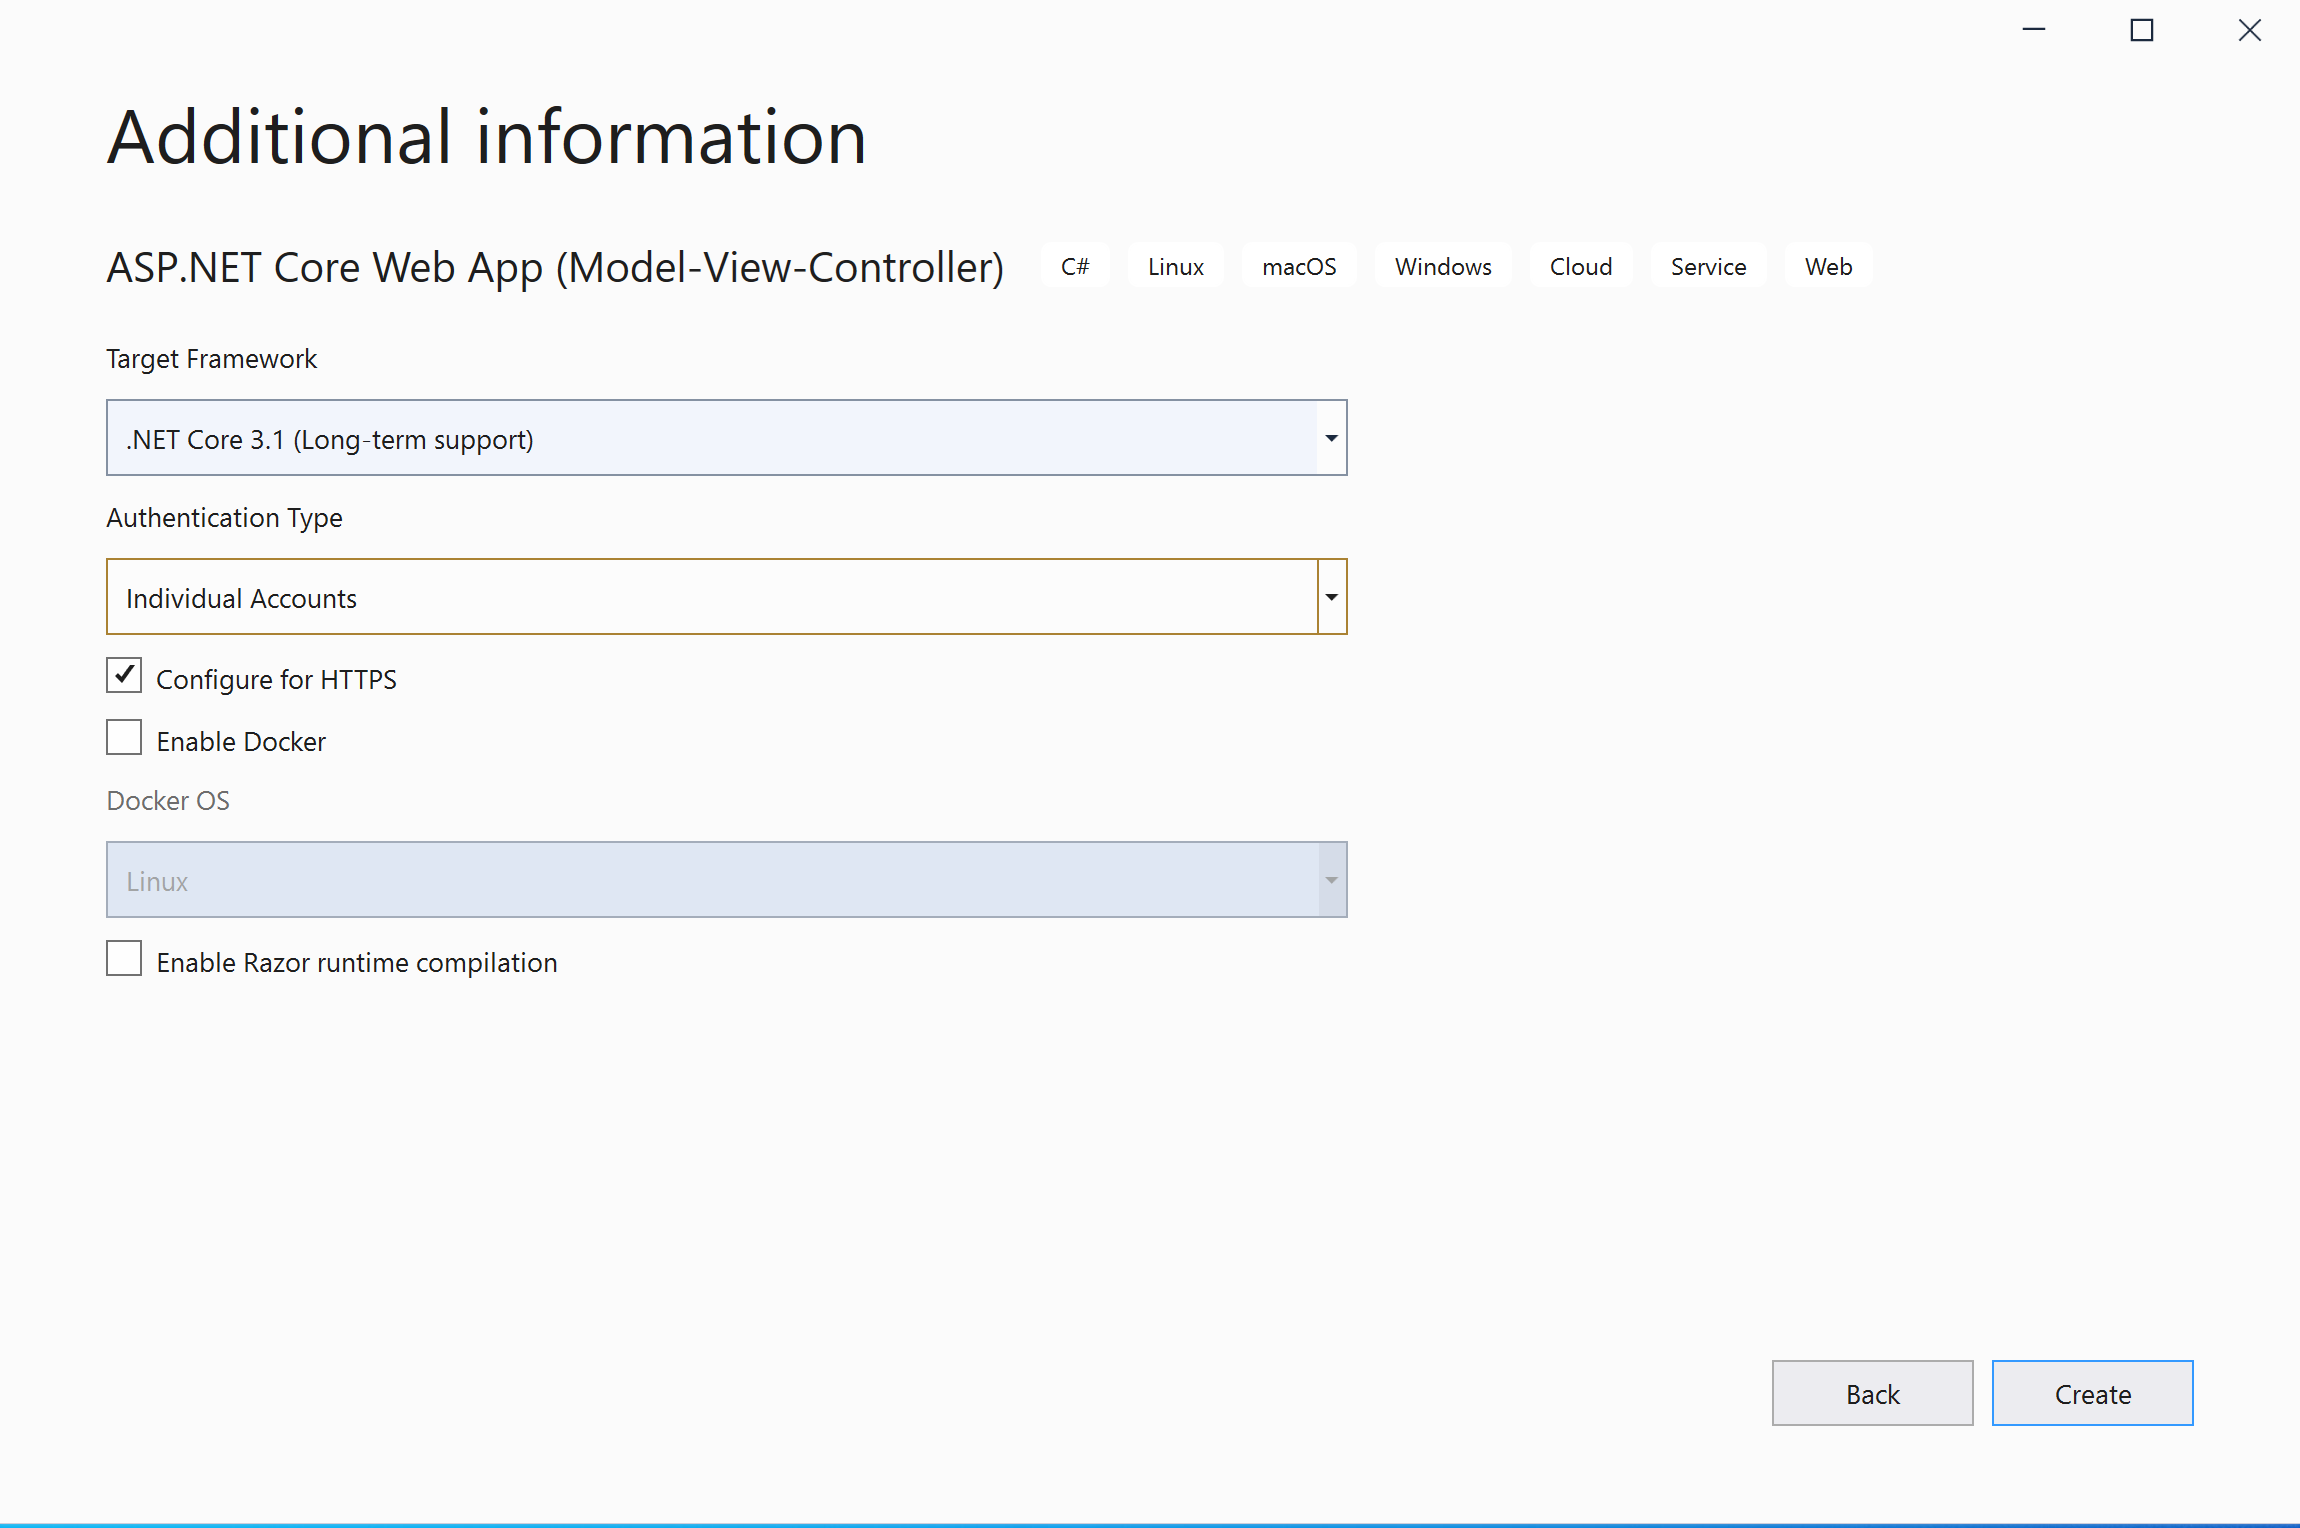 Additional information
ASP.NET Core Web App (Model-View-Controller) C# Linux macOS Windows Cloud Service Web
Target Framework
.NET Core 3.1 (Long-term support)
Authentication Type
Individual Accounts
Configure for HTTPS
Enable Docker
Docker OS
Linux
Enable Razor runtime compilation
Back Create